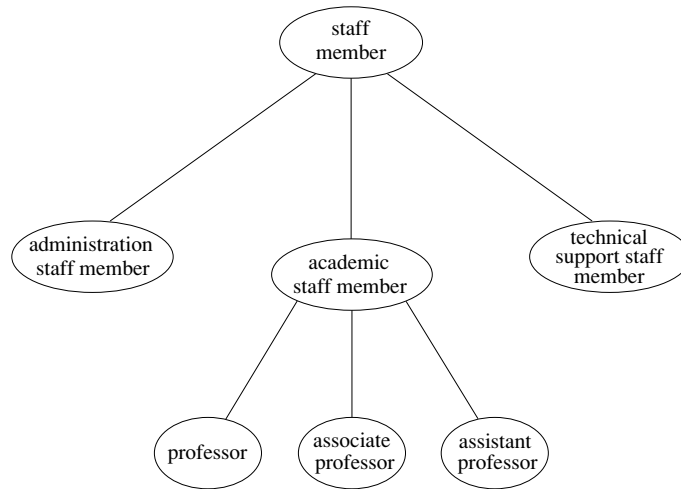 staff
member
administration
staff member
academic
staff member
technical
support staff
member
professor
associate
professor
assistant
professor